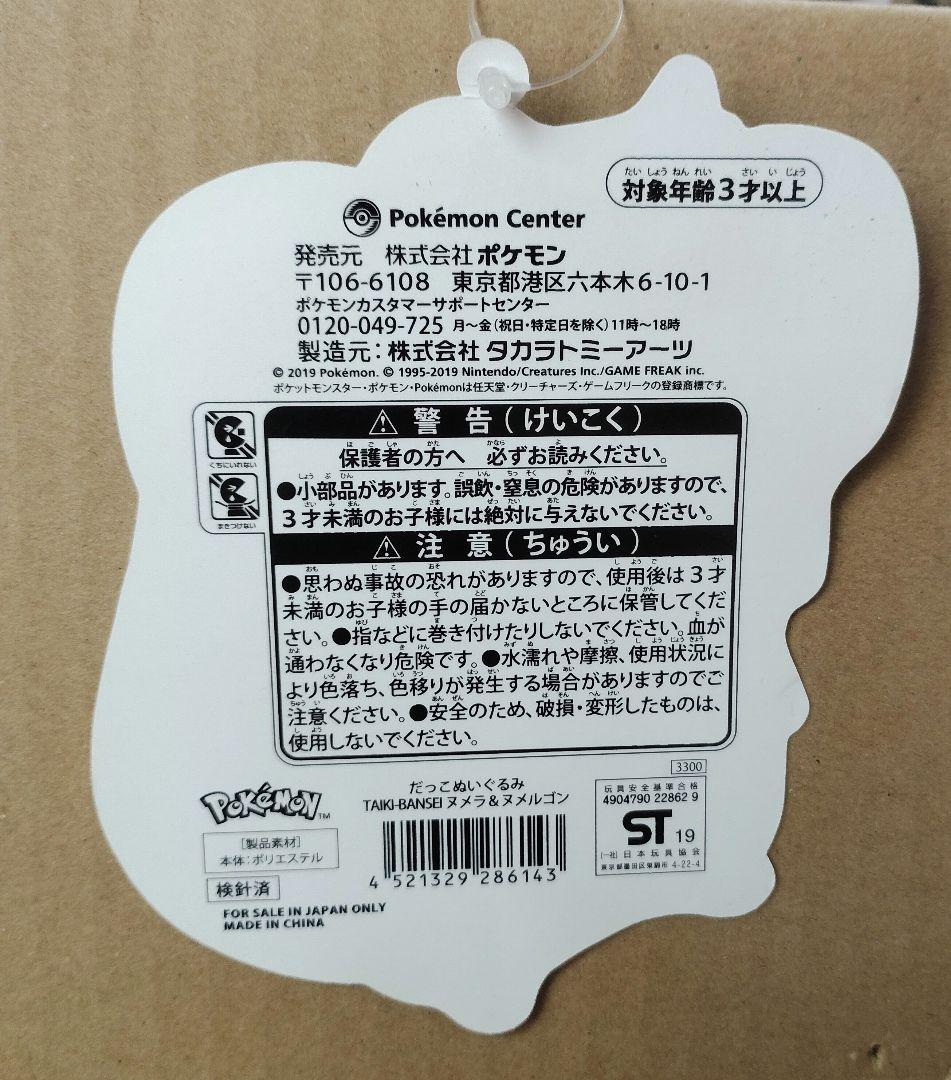 対象年齢3才以上
Pokémon Center
発売元 株式会社ポケモン
〒106-6108 東京都港区六本木6-10-1
ポケモンカスタマーサポートセンター
0120-049-725 月〜金(祝日・特定日を除く)11時〜18時
製造元:株式会社 タカラトミーアーツ
© 2019 Pokémon. © 1995-2019 Nintendo/Creatures Inc./GAME FREAK inc.
ポケットモンスター・ポケモン・Pokémonは任天堂・クリーチャーズ・ゲームフリークの登録商標です。
くちにいれない
まきつけない
警告(けいこく)
保護者の方へ 必ずお読みください。
●小部品があります。誤飲・窒息の危険がありますので、
3才未満のお子様には絶対に与えないでください。
注意(ちゅうい)
●思わぬ事故の恐れがありますので、使用後は3才
未満のお子様の手の届かないところに保管してくだ
さい。●指などに巻き付けたりしないでください。血が
通わなくなり危険です。●水濡れや摩擦、使用状況に
より色落ち、色移りが発生する場合がありますのでご
注意ください。●安全のため、破損・変形したものは、
使用しないでください。
3300
POKéMON™
だっこぬいぐるみ
TAIKI-BANSEI ヌメラ&ヌメルゴン
4 521329 286143
玩具安全基準合格
4904790 22862 9
ST 19
(一社)日本玩具協会
東京都墨田区東駒形 4-22-4
[製品素材]
本体:ポリエステル
検針済
FOR SALE IN JAPAN ONLY
MADE IN CHINA